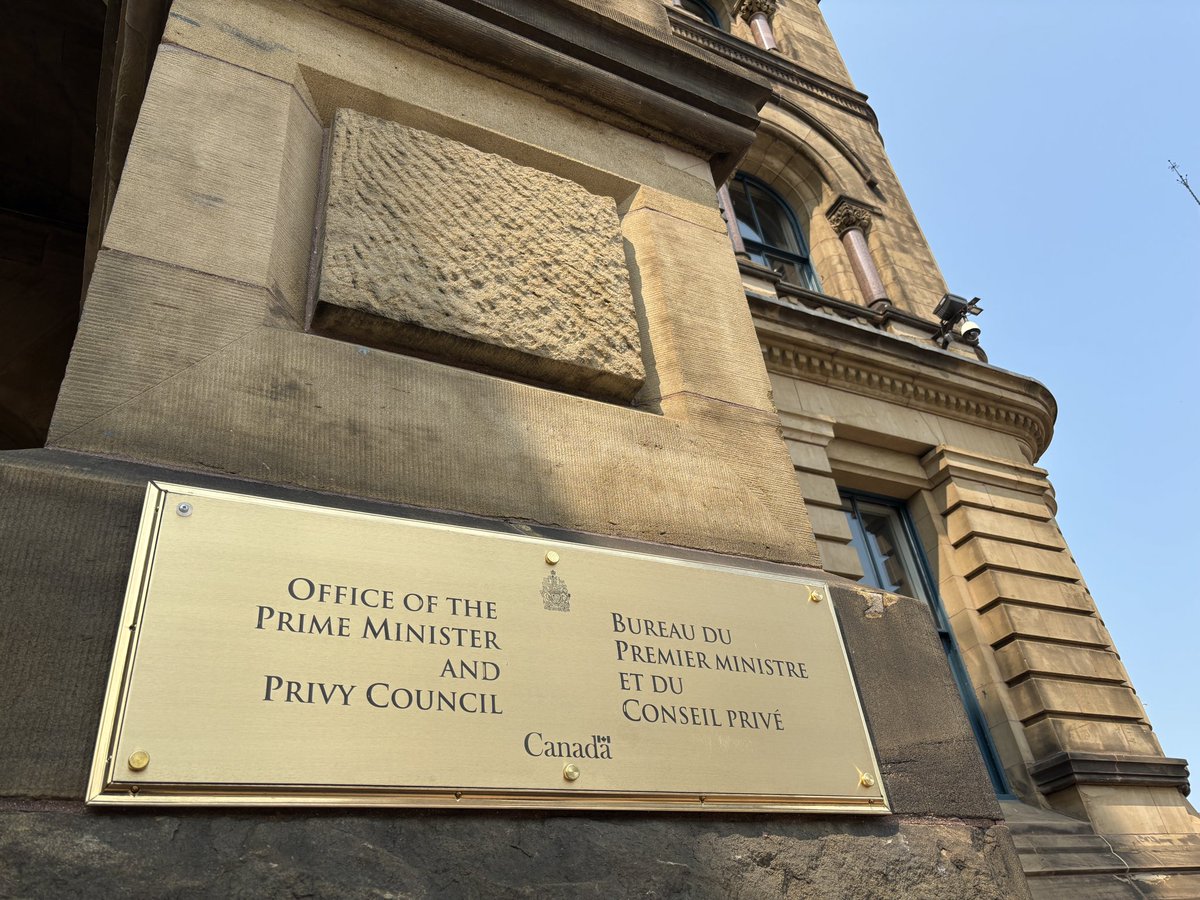 Office of the
Prime Minister
and
Privy Council
Bureau du
Premier ministre
et du
Conseil privé
Canada